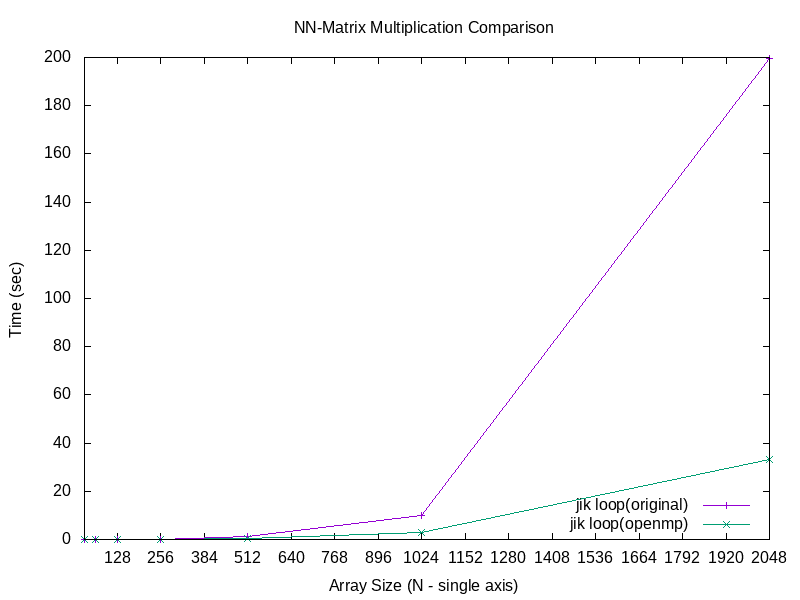 NN-Matrix Multiplication Comparison
200
180
160
140
120
100
80
60
40
20
0
Time (sec)
jik loop(original)
jik loop(openmp)
128 256 384 512 640 768 896 1024 1152 1280 1408 1536 1664 1792 1920 2048
Array Size (N - single axis)